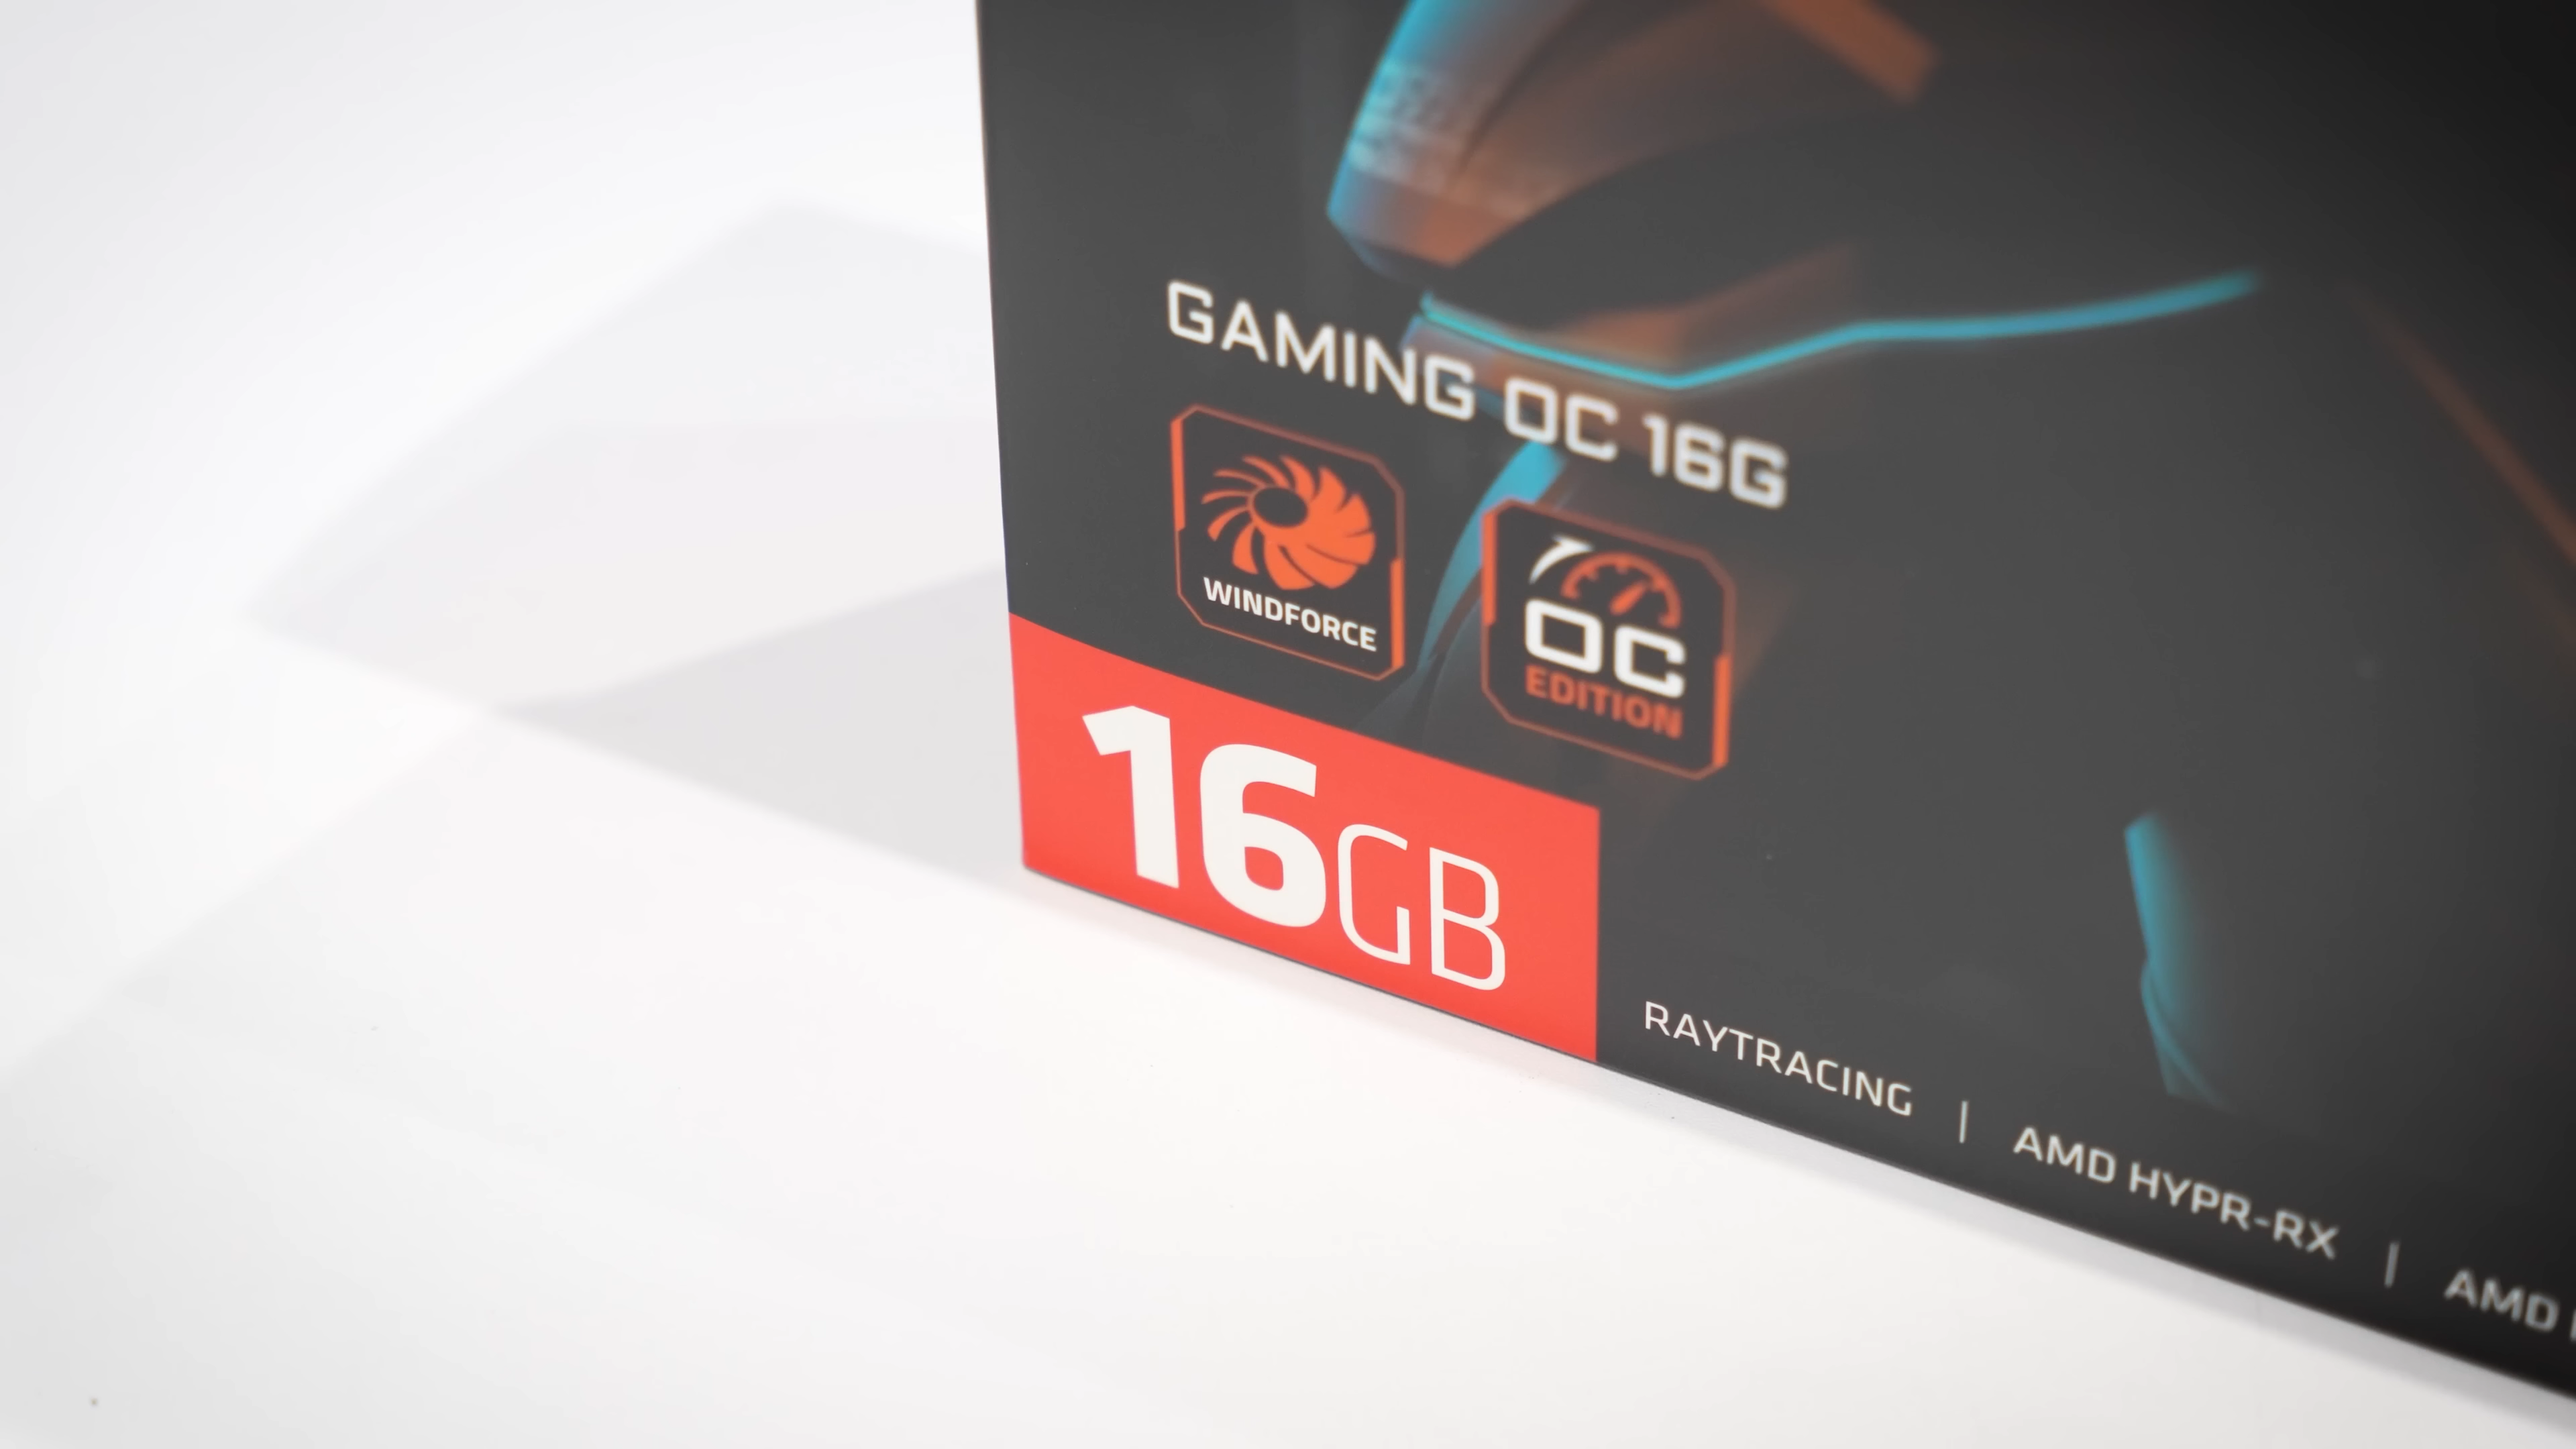 GAMING OC 16G
WINDFORCE
OC
EDITION
16GB
RAYTRACING | AMD HYPR-RX | AMD